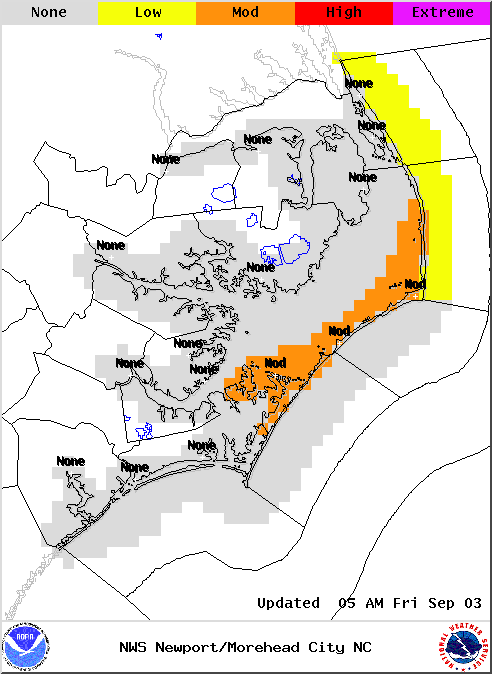 None Low Mod High Extreme
None
None
None
None
None
None
None
Mod
Mod
None
None
Mod
None
None
None
None
Updated 05 AM Fri Sep 03
NOAA
NWS Newport/Morehead City NC
NATIONAL WEATHER SERVICE